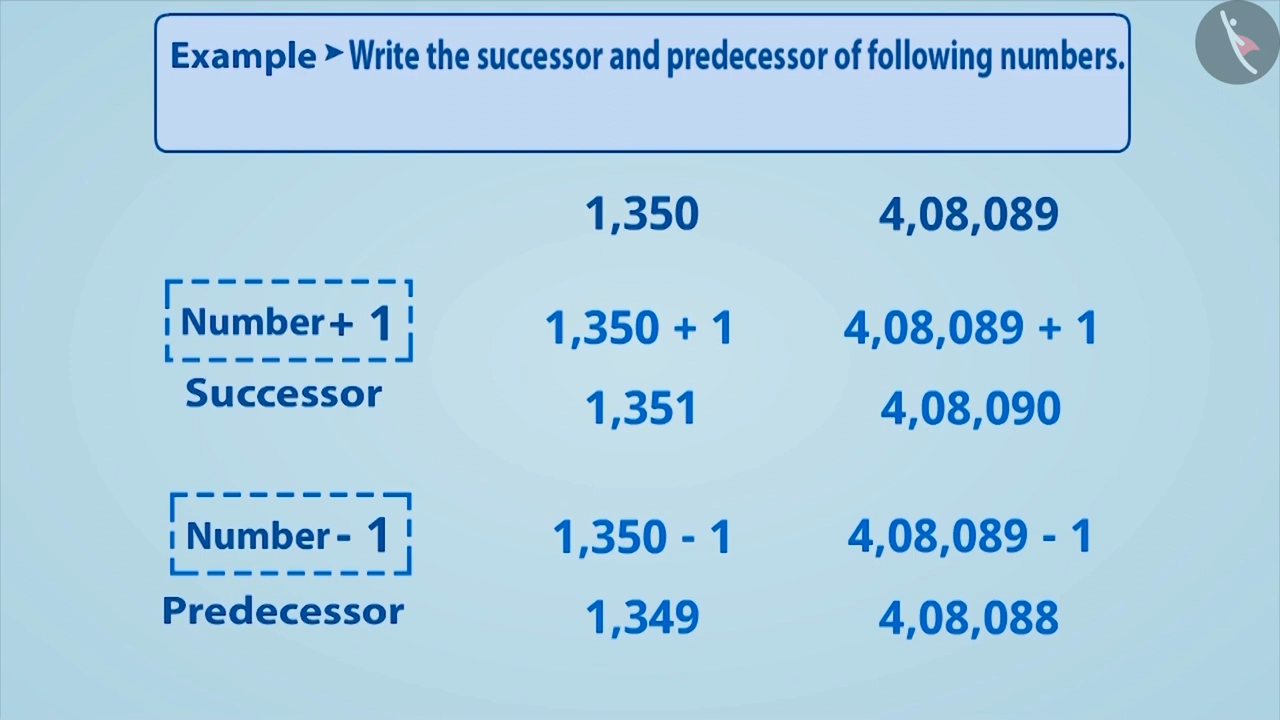 Example ➤ Write the successor and predecessor of following numbers.
1,350 4,08,089
Number + 1 1,350 + 1 4,08,089 + 1
Successor 1,351 4,08,090
Number - 1 1,350 - 1 4,08,089 - 1
Predecessor 1,349 4,08,088